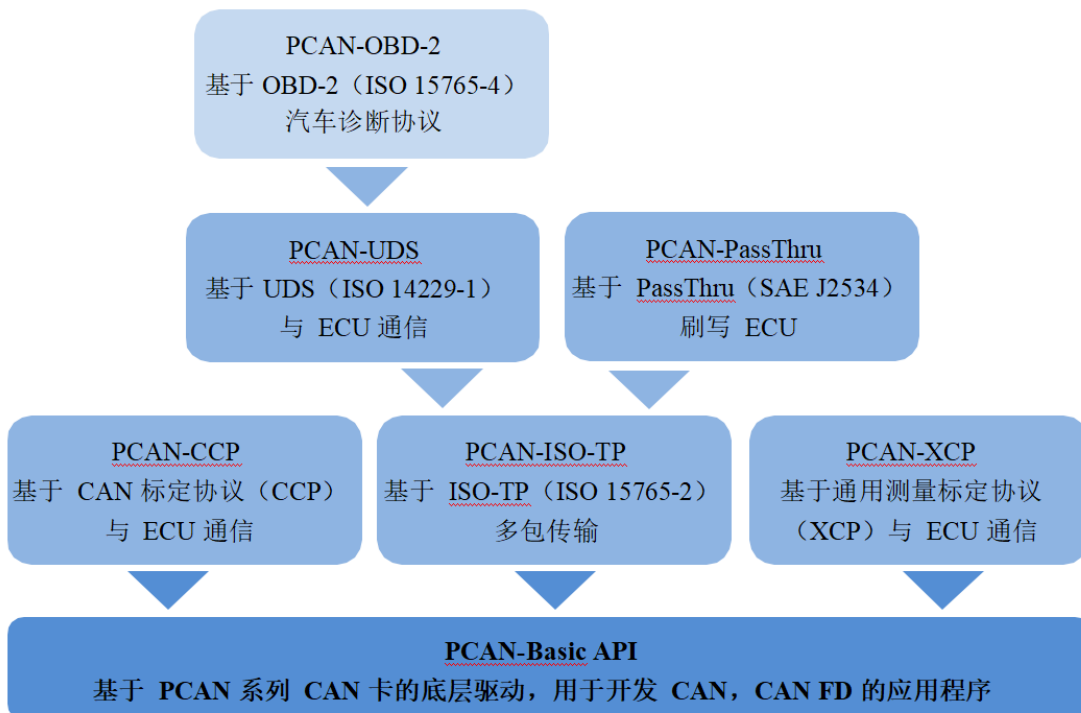 PCAN-OBD-2
基于 OBD-2（ISO 15765-4）
汽车诊断协议
PCAN-UDS
基于 UDS（ISO 14229-1）
与 ECU 通信
PCAN-PassThru
基于 PassThru（SAE J2534）
刷写 ECU
PCAN-CCP
基于 CAN 标定协议（CCP）
与 ECU 通信
PCAN-ISO-TP
基于 ISO-TP（ISO 15765-2）
多包传输
PCAN-XCP
基于通用测量标定协议
（XCP）与 ECU 通信
PCAN-Basic API
基于 PCAN 系列 CAN 卡的底层驱动，用于开发 CAN，CAN FD 的应用程序